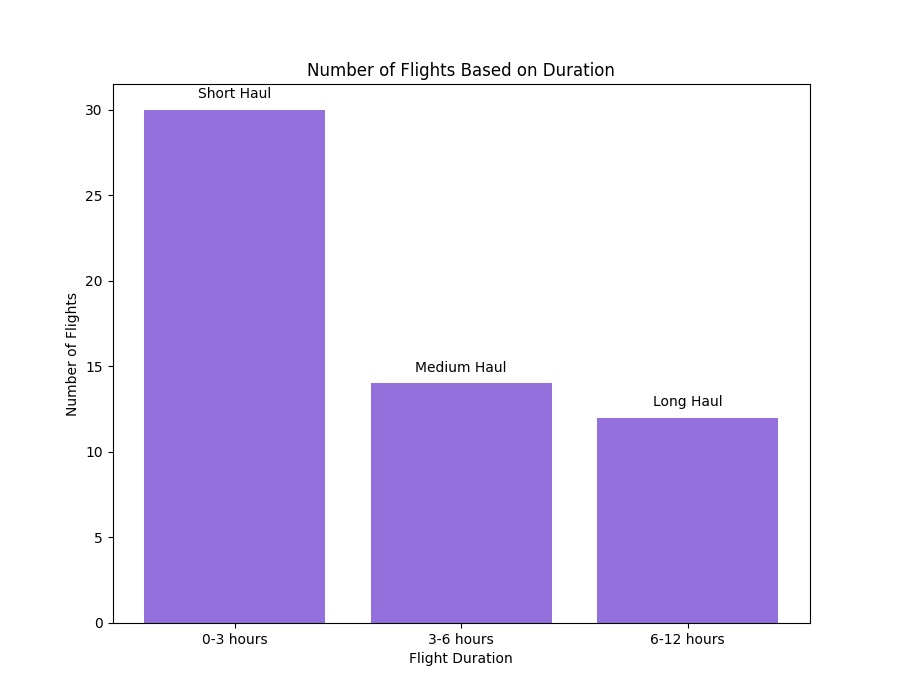 Number of Flights Based on Duration
Short Haul
Medium Haul
Long Haul
30
25
20
15
10
5
0
Number of Flights
0-3 hours
3-6 hours
6-12 hours
Flight Duration